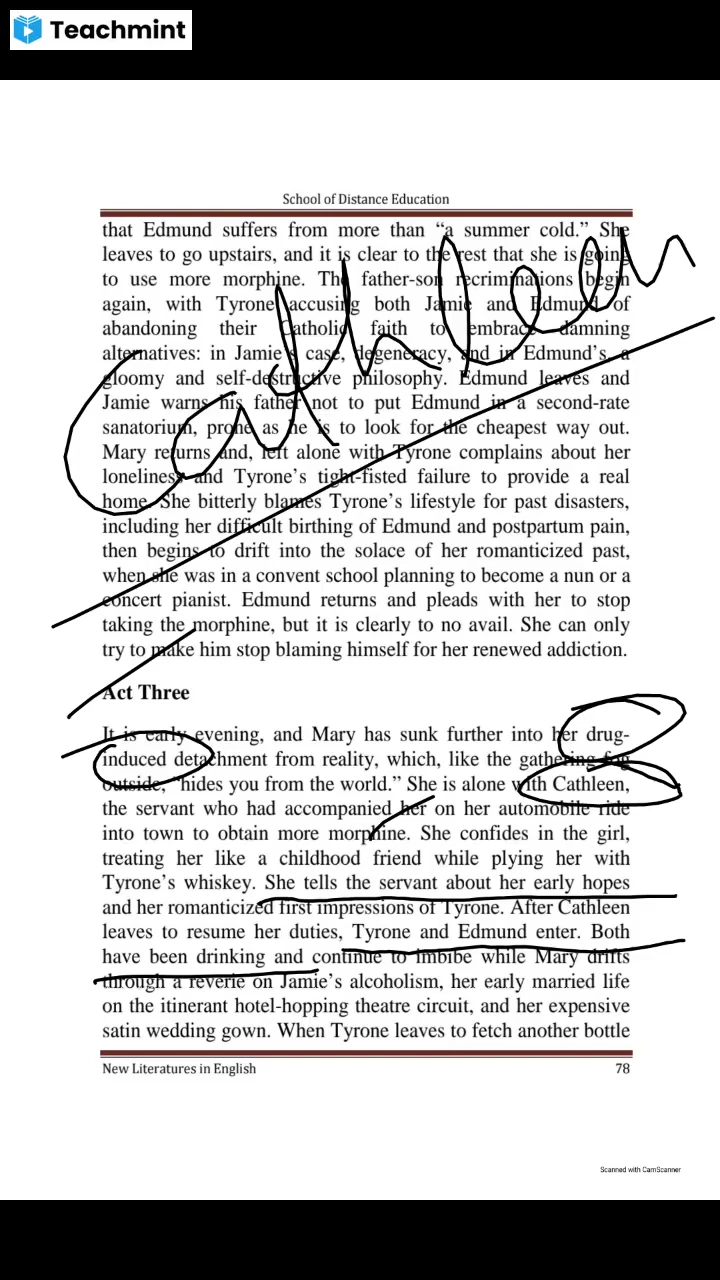 Teachmint
School of Distance Education
that Edmund suffers from more than “a summer cold.” She
leaves to go upstairs, and it is clear to the rest that she is going
to use more morphine. The father-son recriminations begin
again, with Tyrone accusing both Jamie and Edmund of
abandoning their Catholic faith to embrace damning
alternatives: in Jamie’s case, degeneracy, and in Edmund’s, a
gloomy and self-destructive philosophy. Edmund leaves and
Jamie warns his father not to put Edmund in a second-rate
sanatorium, prone as he is to look for the cheapest way out.
Mary returns and, left alone with Tyrone complains about her
loneliness and Tyrone’s tight-fisted failure to provide a real
home. She bitterly blames Tyrone’s lifestyle for past disasters,
including her difficult birthing of Edmund and postpartum pain,
then begins to drift into the solace of her romanticized past,
when she was in a convent school planning to become a nun or a
concert pianist. Edmund returns and pleads with her to stop
taking the morphine, but it is clearly to no avail. She can only
try to make him stop blaming himself for her renewed addiction.
Cathleen
Act Three
It is early evening, and Mary has sunk further into her drug-
induced detachment from reality, which, like the gathering fog
outside, “hides you from the world.” She is alone with Cathleen,
the servant who had accompanied her on her automobile ride
into town to obtain more morphine. She confides in the girl,
treating her like a childhood friend while plying her with
Tyrone’s whiskey. She tells the servant about her early hopes
and her romanticized first impressions of Tyrone. After Cathleen
leaves to resume her duties, Tyrone and Edmund enter. Both
have been drinking and continue to imbibe while Mary drifts
through a reverie on Jamie’s alcoholism, her early married life
on the itinerant hotel-hopping theatre circuit, and her expensive
satin wedding gown. When Tyrone leaves to fetch another bottle
New Literatures in English 78
Scanned with CamScanner